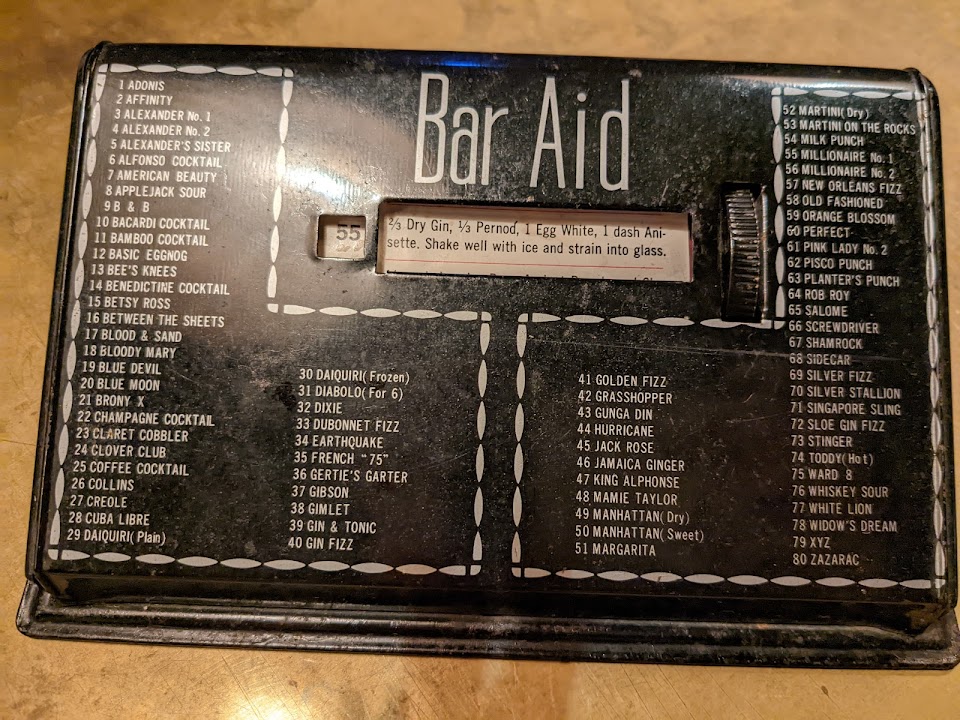 Bar Aid
55
⅔ Dry Gin, ⅓ Pernod, 1 Egg White, 1 dash Ani-
sette. Shake well with ice and strain into glass.
1 ADONIS
2 AFFINITY
3 ALEXANDER No. 1
4 ALEXANDER No. 2
5 ALEXANDER'S SISTER
6 ALFONSO COCKTAIL
7 AMERICAN BEAUTY
8 APPLEJACK SOUR
9 B & B
10 BACARDI COCKTAIL
11 BAMBOO COCKTAIL
12 BASIC EGGNOG
13 BEE'S KNEES
14 BENEDICTINE COCKTAIL
15 BETSY ROSS
16 BETWEEN THE SHEETS
17 BLOOD & SAND
18 BLOODY MARY
19 BLUE DEVIL
20 BLUE MOON
21 BRONY X
22 CHAMPAGNE COCKTAIL
23 CLARET COBBLER
24 CLOVER CLUB
25 COFFEE COCKTAIL
26 COLLINS
27 CREOLE
28 CUBA LIBRE
29 DAIQUIRI (Plain)
30 DAIQUIRI (Frozen)
31 DIABOLO (For 6)
32 DIXIE
33 DUBONNET FIZZ
34 EARTHQUAKE
35 FRENCH "75"
36 GERTIE'S GARTER
37 GIBSON
38 GIMLET
39 GIN & TONIC
40 GIN FIZZ
41 GOLDEN FIZZ
42 GRASSHOPPER
43 GUNGA DIN
44 HURRICANE
45 JACK ROSE
46 JAMAICA GINGER
47 KING ALPHONSE
48 MAMIE TAYLOR
49 MANHATTAN (Dry)
50 MANHATTAN (Sweet)
51 MARGARITA
52 MARTINI (Dry)
53 MARTINI ON THE ROCKS
54 MILK PUNCH
55 MILLIONAIRE No. 1
56 MILLIONAIRE No. 2
57 NEW ORLEANS FIZZ
58 OLD FASHIONED
59 ORANGE BLOSSOM
60 PERFECT
61 PINK LADY No. 2
62 PISCO PUNCH
63 PLANTER'S PUNCH
64 ROB ROY
65 SALOME
66 SCREWDRIVER
67 SHAMROCK
68 SIDECAR
69 SILVER FIZZ
70 SILVER STALLION
71 SINGAPORE SLING
72 SLOE GIN FIZZ
73 STINGER
74 TODDY (Hot)
75 WARD 8
76 WHISKEY SOUR
77 WHITE LION
78 WIDOW'S DREAM
79 XYZ
80 ZAZARAC